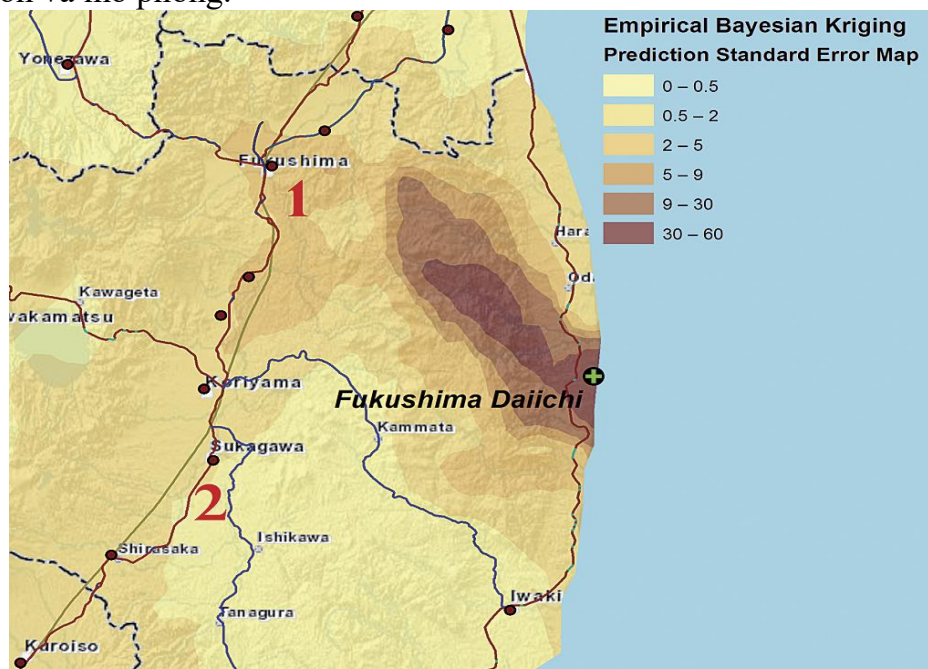 Empirical Bayesian Kriging
Prediction Standard Error Map
0 – 0.5
0.5 – 2
2 – 5
5 – 9
9 – 30
30 – 60
Yonezawa
Fukushima
1
Hara
Oda
Kawageta
wakamatsu
Koriyama
Fukushima Daiichi
Kammata
Sukagawa
2
Shirasaka
Ishikawa
Tanagura
Iwaki
Kuroiso